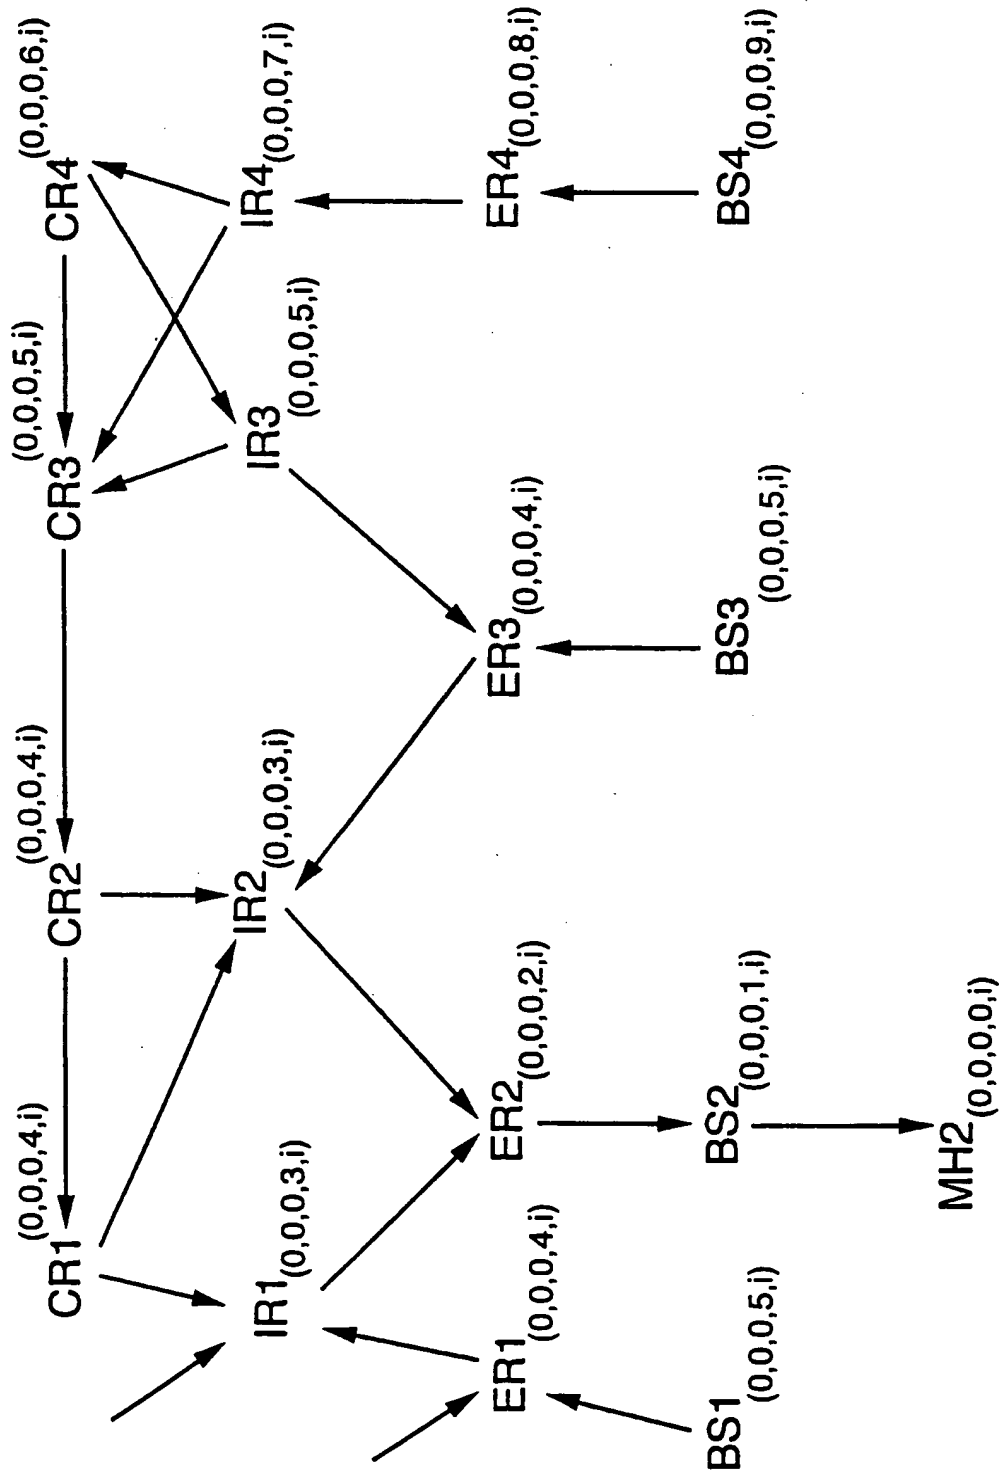 CR1 (0,0,0,4,i)
CR2 (0,0,0,4,i)
CR3 (0,0,0,5,i)
CR4 (0,0,0,6,i)
IR1 (0,0,0,3,i)
IR2 (0,0,0,3,i)
IR3 (0,0,0,5,i)
IR4 (0,0,0,7,i)
ER1 (0,0,0,4,i)
ER2 (0,0,0,2,i)
ER3 (0,0,0,4,i)
ER4 (0,0,0,8,i)
BS1 (0,0,0,5,i)
BS2 (0,0,0,1,i)
BS3 (0,0,0,5,i)
BS4 (0,0,0,9,i)
MH2 (0,0,0,0,i)